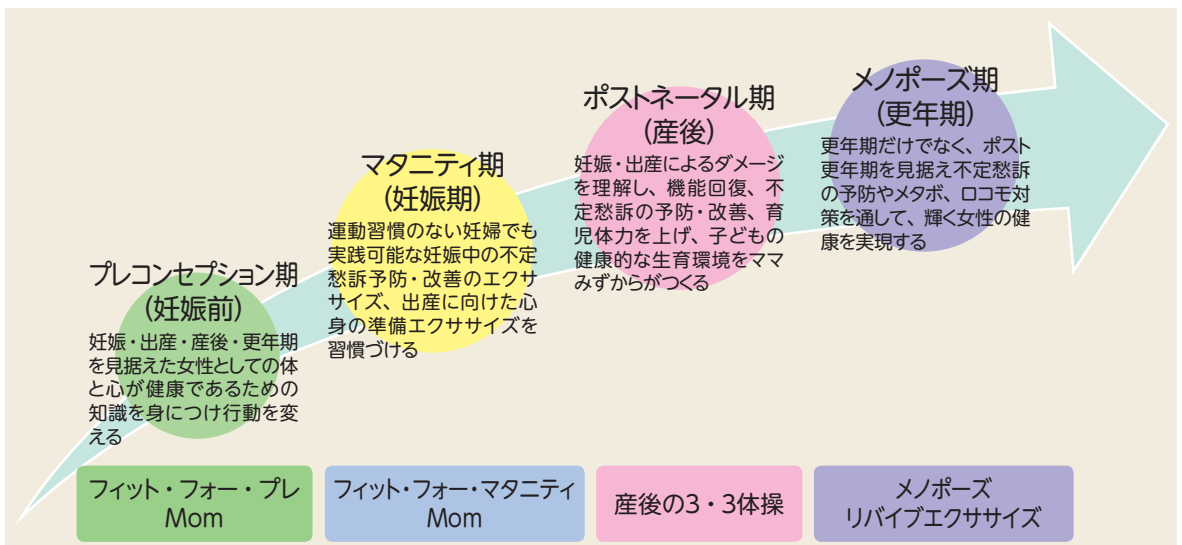 プレコンセプション期
(妊娠前)
妊娠・出産・産後・更年期
を見据えた女性としての体
と心が健康であるための
知識を身につけ行動を変
える
マタニティ期
(妊娠期)
運動習慣のない妊婦でも
実践可能な妊娠中の不定
愁訴予防・改善のエクサ
サイズ、出産に向けた心
身の準備エクササイズを
習慣づける
ポストネータル期
(産後)
妊娠・出産によるダメージ
を理解し、機能回復、不
定愁訴の予防・改善、育
児体力を上げ、子どもの
健康的な生育環境をママ
みずからがつくる
メノポーズ期
(更年期)
更年期だけでなく、ポスト
更年期を見据え不定愁訴
の予防やメタボ、ロコモ対
策を通して、輝く女性の健
康を実現する
フィット・フォー・プレ
Mom
フィット・フォー・マタニティ
Mom
産後の3・3体操
メノポーズ
リバイブエクササイズ